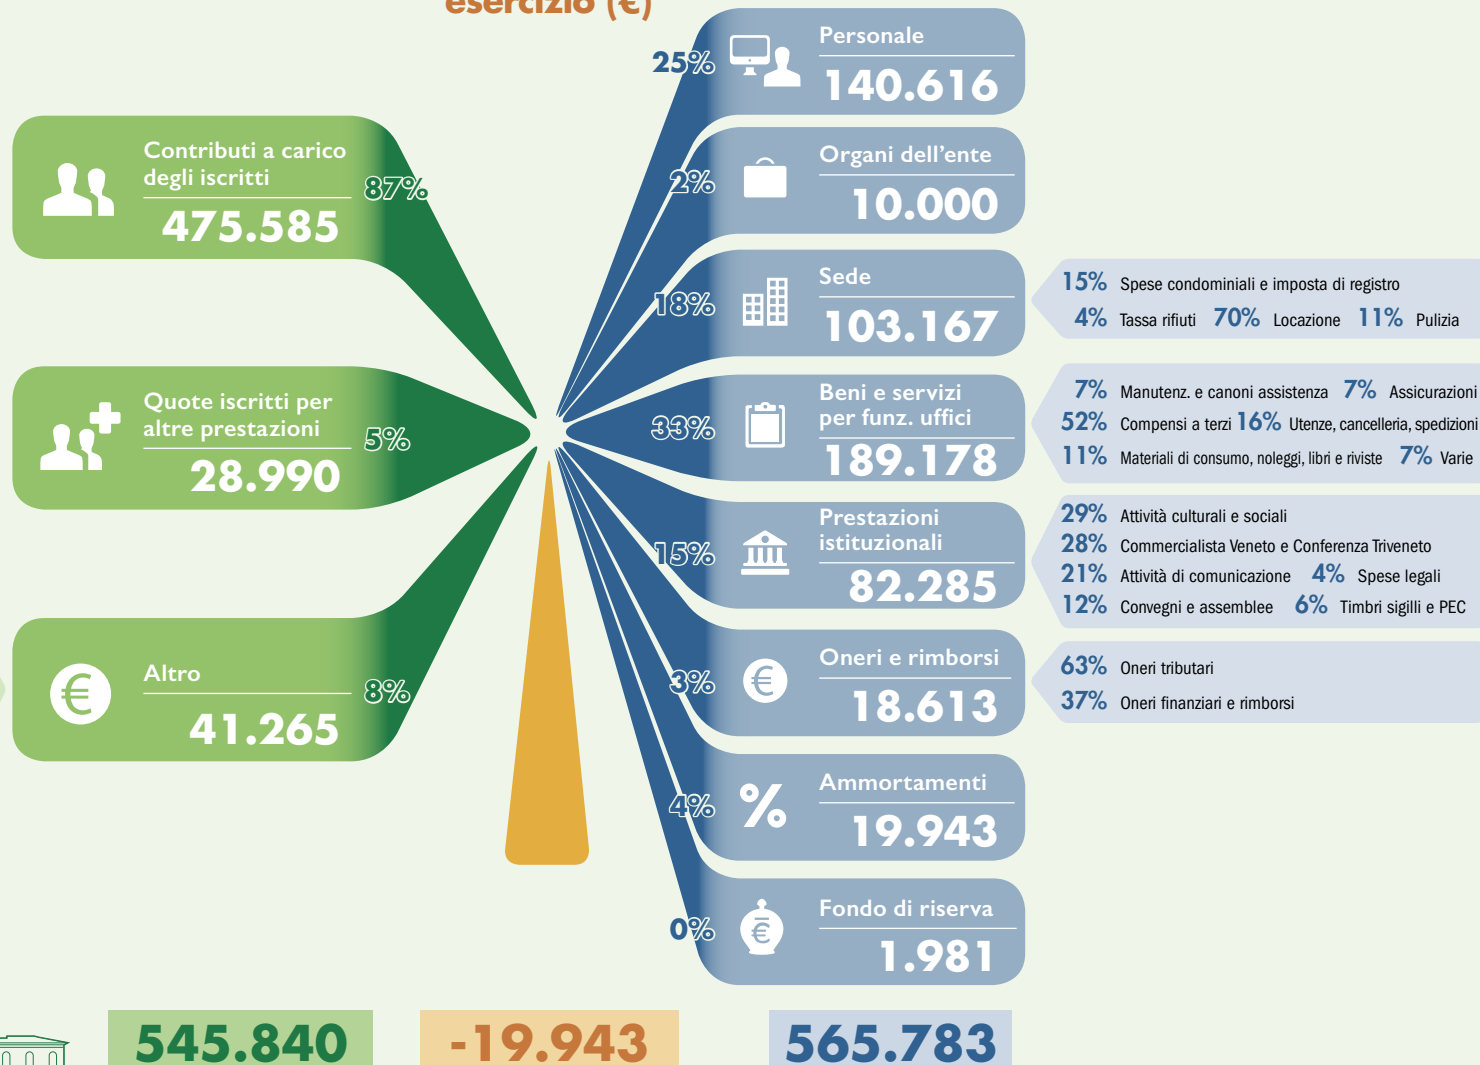 esercizio (€)
Contributi a carico
degli iscritti
475.585
87%
Quote iscritti per
altre prestazioni
28.990
5%
€
Altro
41.265
8%
25%
Personale
140.616
2%
Organi dell'ente
10.000
18%
Sede
103.167
15% Spese condominiali e imposta di registro
4% Tassa rifiuti 70% Locazione 11% Pulizia
33%
Beni e servizi
per funz. uffici
189.178
7% Manutenz. e canoni assistenza 7% Assicurazioni
52% Compensi a terzi 16% Utenze, cancelleria, spedizioni
11% Materiali di consumo, noleggi, libri e riviste 7% Varie
15%
Prestazioni
istituzionali
82.285
29% Attività culturali e sociali
28% Commercialista Veneto e Conferenza Triveneto
21% Attività di comunicazione 4% Spese legali
12% Convegni e assemblee 6% Timbri sigilli e PEC
3%
€
Oneri e rimborsi
18.613
63% Oneri tributari
37% Oneri finanziari e rimborsi
4%
%
Ammortamenti
19.943
0%
€
Fondo di riserva
1.981
545.840
-19.943
565.783